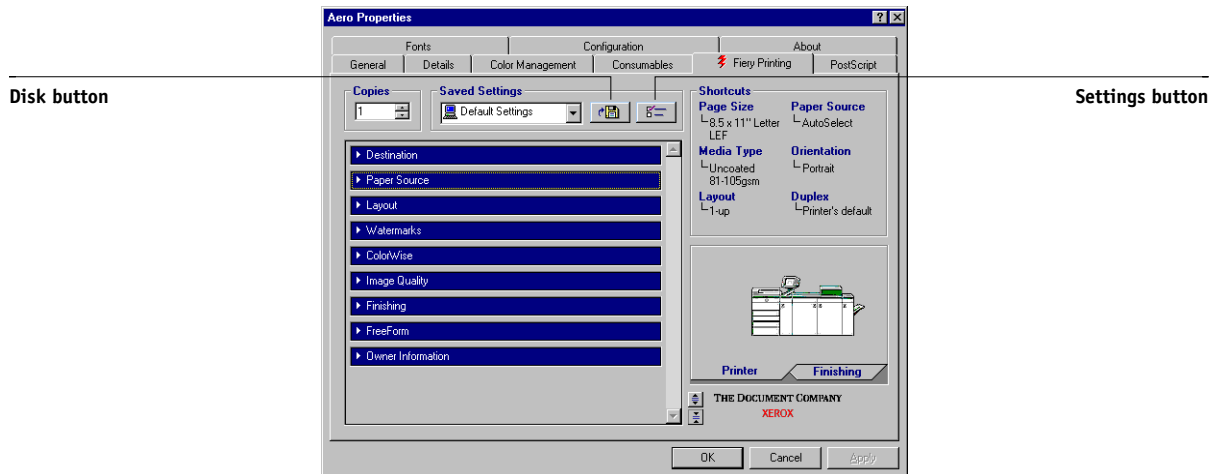 Aero Properties
Fonts
Configuration
About
General
Details
Color Management
Consumables
Fiery Printing
PostScript
Disk button
Settings button
Copies
1
Saved Settings
Default Settings
Destination
Paper Source
Layout
Watermarks
ColorWise
Image Quality
Finishing
FreeForm
Owner Information
Shortcuts
Page Size
8.5 x 11" Letter
LEF
Paper Source
AutoSelect
Media Type
Uncoated
81-105gsm
Orientation
Portrait
Layout
1-up
Duplex
Printer's default
Printer
Finishing
THE DOCUMENT COMPANY
XEROX
OK
Cancel
Apply